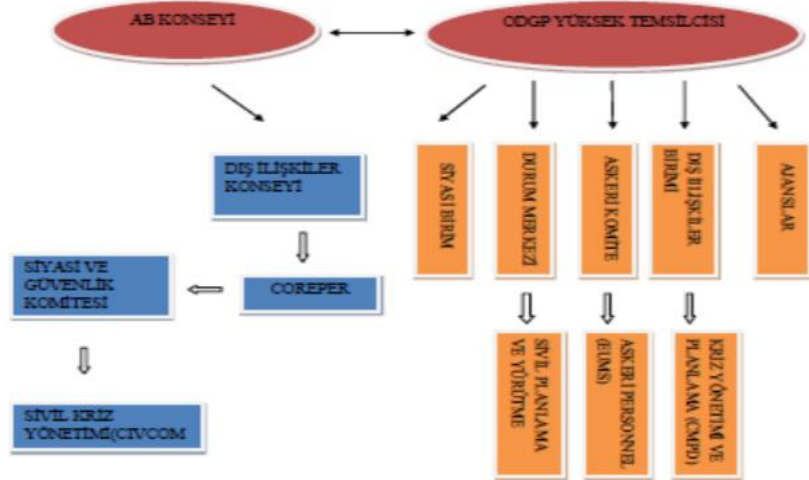 AB KONSEYİ
ODGP YÜKSEK TEMSİLCİSİ
DIŞ İLİŞKİLER
KONSEYİ
COREPER
SİYASİ VE
GÜVENLİK
KOMİTESİ
SİVİL KRİZ
YÖNETİMİ(CIVCOM
SİYASİ BİRİM
DURUM MERKEZİ
ASKERİ KOMİTE
DIŞ İLİŞKİLER
BİRİMİ
AJANSLAR
SİVİL PLANLAMA
VE YÜRÜTME
ASKERİ PERSONNEL
(EUMS)
KRİZ YÖNETİMİ VE
PLANLAMA (CMPD)